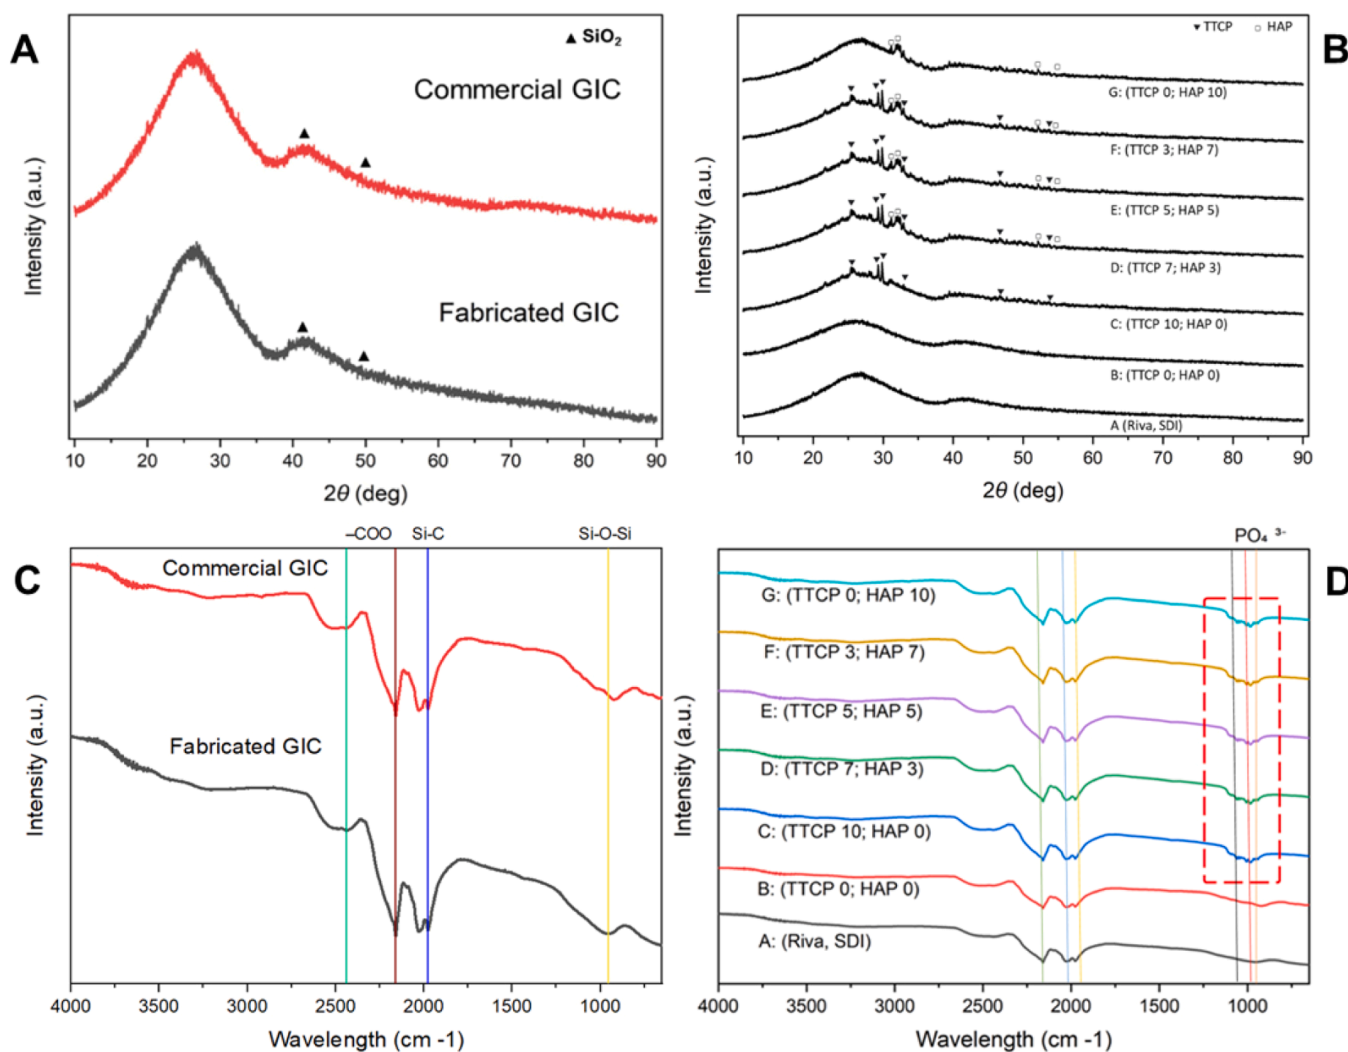 A
▲ SiO₂
Commercial GIC
Fabricated GIC
Intensity (a.u.)
10 20 30 40 50 60 70 80 90
2θ (deg)
B
▼ TTCP ○ HAP
G: (TTCP 0; HAP 10)
F: (TTCP 3; HAP 7)
E: (TTCP 5; HAP 5)
D: (TTCP 7; HAP 3)
C: (TTCP 10; HAP 0)
B: (TTCP 0; HAP 0)
A (Riva, SDI)
Intensity (a.u.)
10 20 30 40 50 60 70 80 90
2θ (deg)
C
–COO Si-C Si-O-Si
Commercial GIC
Fabricated GIC
Intensity (a.u.)
4000 3500 3000 2500 2000 1500 1000
Wavelength (cm -1)
D
PO₄ ³⁻
G: (TTCP 0; HAP 10)
F: (TTCP 3; HAP 7)
E: (TTCP 5; HAP 5)
D: (TTCP 7; HAP 3)
C: (TTCP 10; HAP 0)
B: (TTCP 0; HAP 0)
A: (Riva, SDI)
Intensity (a.u.)
4000 3500 3000 2500 2000 1500 1000
Wavelength (cm -1)